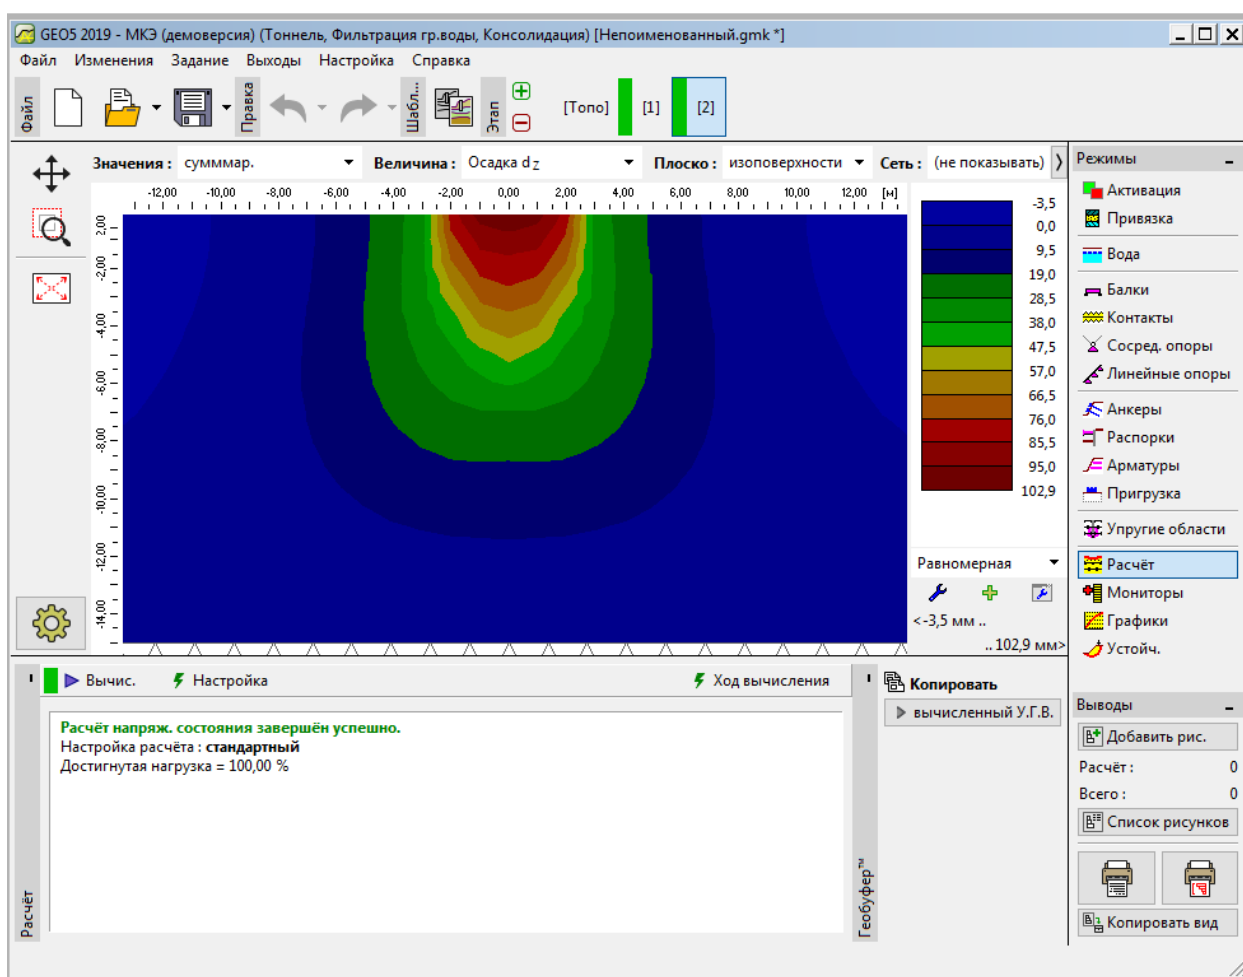 GEO5 2019 - МКЭ (демоверсия) (Тоннель, Фильтрация гр.воды, Консолидация) [Непоименованный.gmk *]
Файл Изменения Задание Выходы Настройка Справка
Файл
Правка
Шабл...
Этап
[Топо] [1] [2]
Значения : сумммар. Величина : Осадка d z Плоско : изоповерхности Сеть : (не показывать)
-12,00 -10,00 -8,00 -6,00 -4,00 -2,00 0,00 2,00 4,00 6,00 8,00 10,00 12,00 [м]
2,00
-2,00
-4,00
-6,00
-8,00
-10,00
-12,00
-14,00
-3,5
0,0
9,5
19,0
28,5
38,0
47,5
57,0
66,5
76,0
85,5
95,0
102,9
Равномерная
<-3,5 мм ..
.. 102,9 мм>
Режимы
Активация
Привязка
Вода
Балки
Контакты
Сосред. опоры
Линейные опоры
Анкеры
Распорки
Арматуры
Пригрузка
Упругие области
Расчёт
Мониторы
Графики
Устойч.
Вычис. Настройка Ход вычисления
Расчёт напряж. состояния завершён успешно.
Настройка расчёта : стандартный
Достигнутая нагрузка = 100,00 %
Расчёт
Копировать
вычисленный У.Г.В.
Геобуфер™
Выводы
Добавить рис.
Расчёт : 0
Всего : 0
Список рисунков
Копировать вид